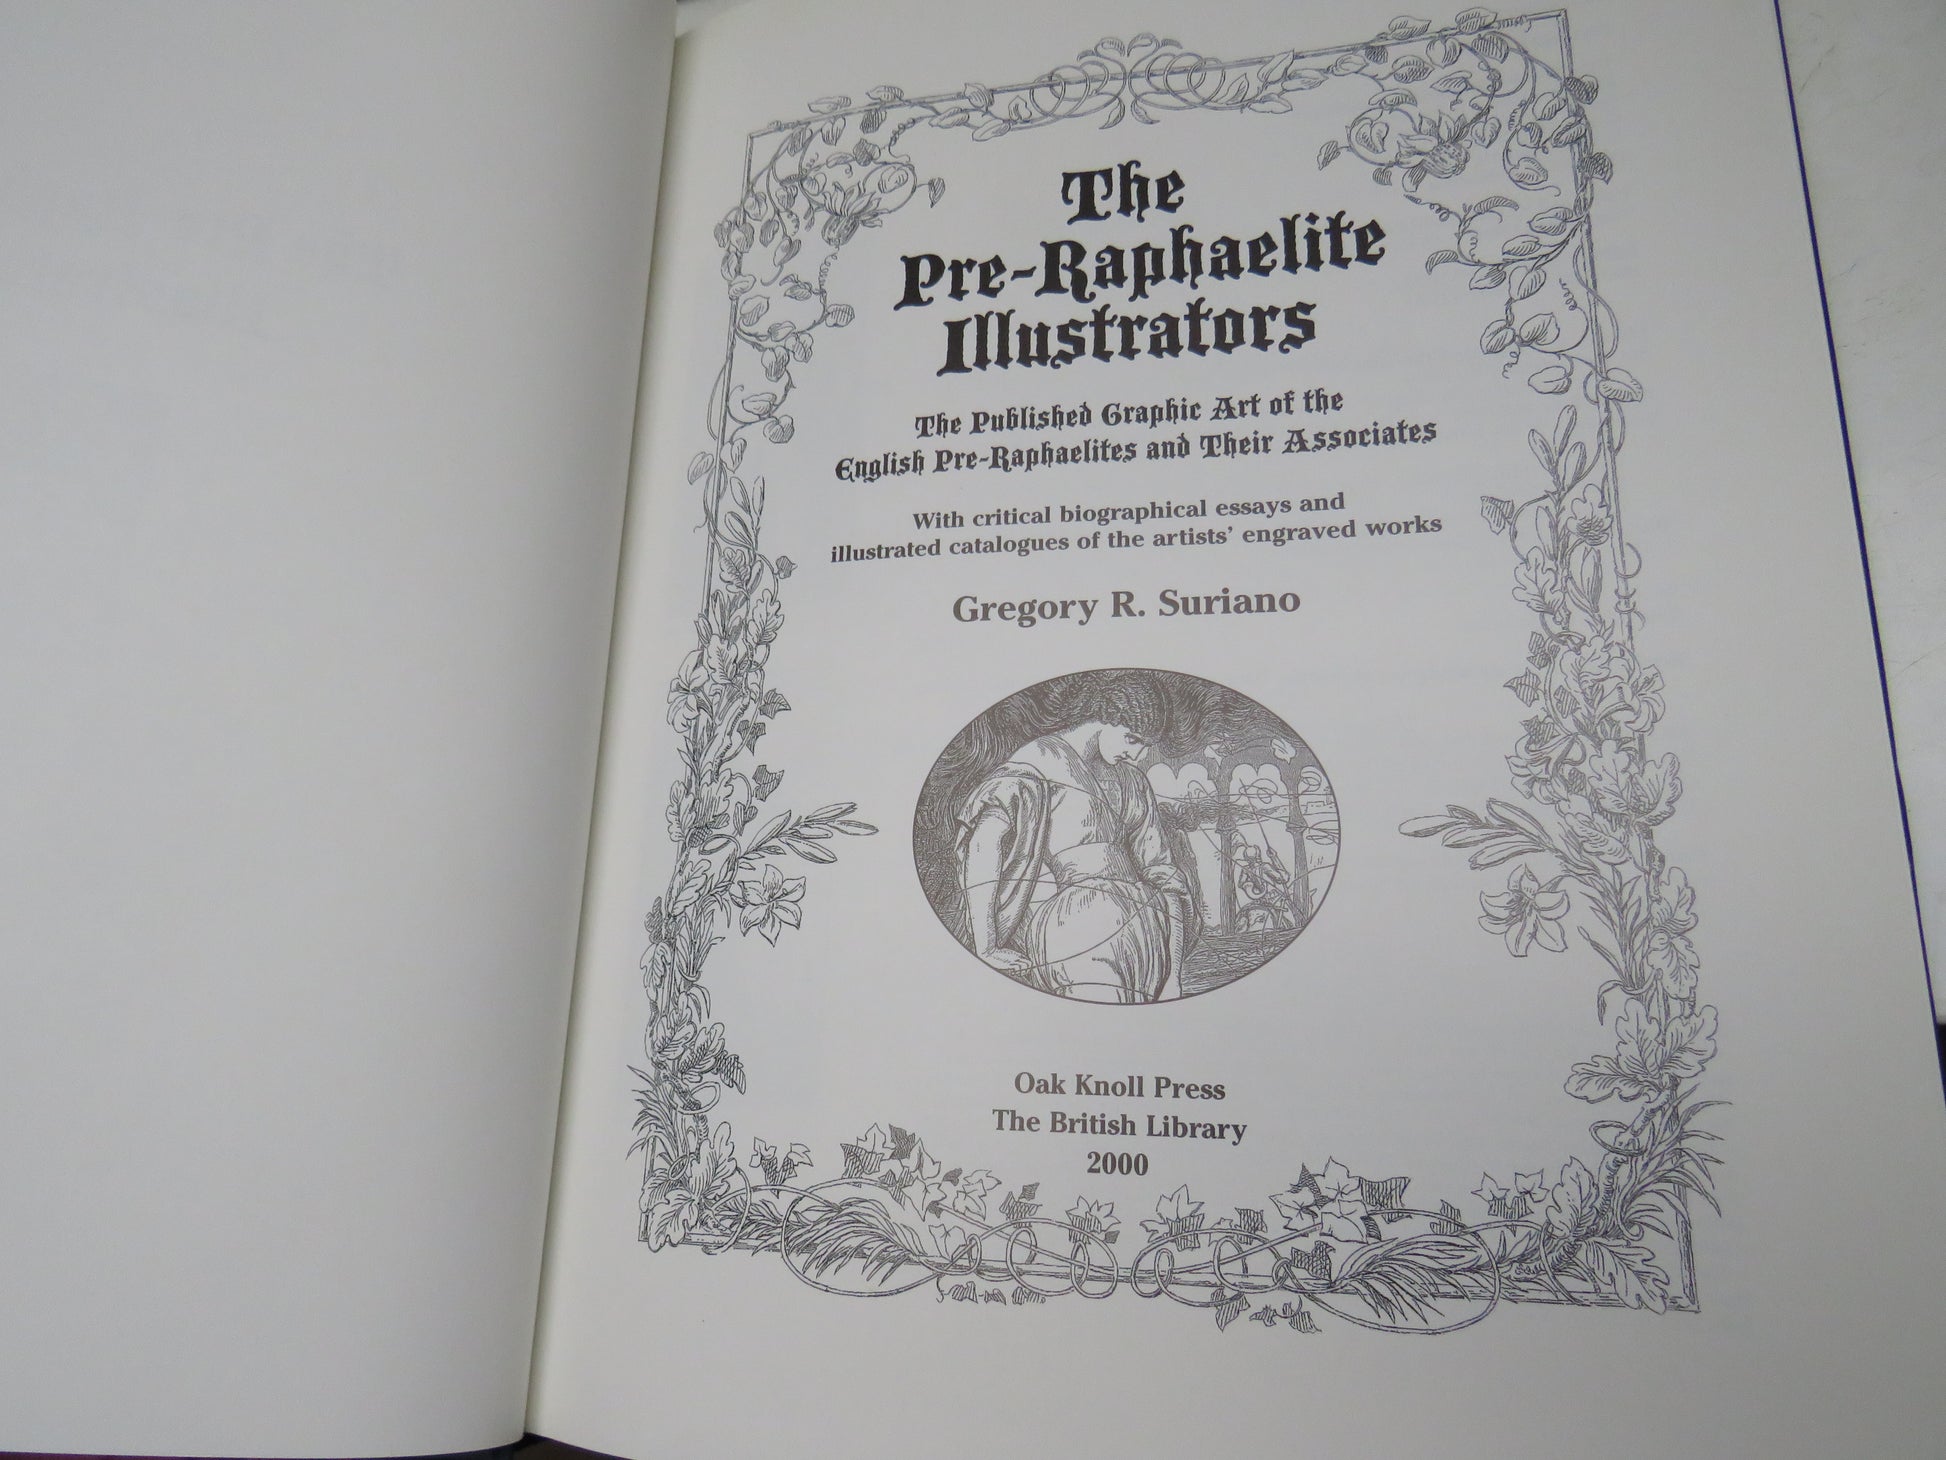 The
Pre-Raphaelite
Illustrators
The Published Graphic Art of the
English Pre-Raphaelites and Their Associates
With critical biographical essays and
illustrated catalogues of the artists' engraved works
Gregory R. Suriano
Oak Knoll Press
The British Library
2000